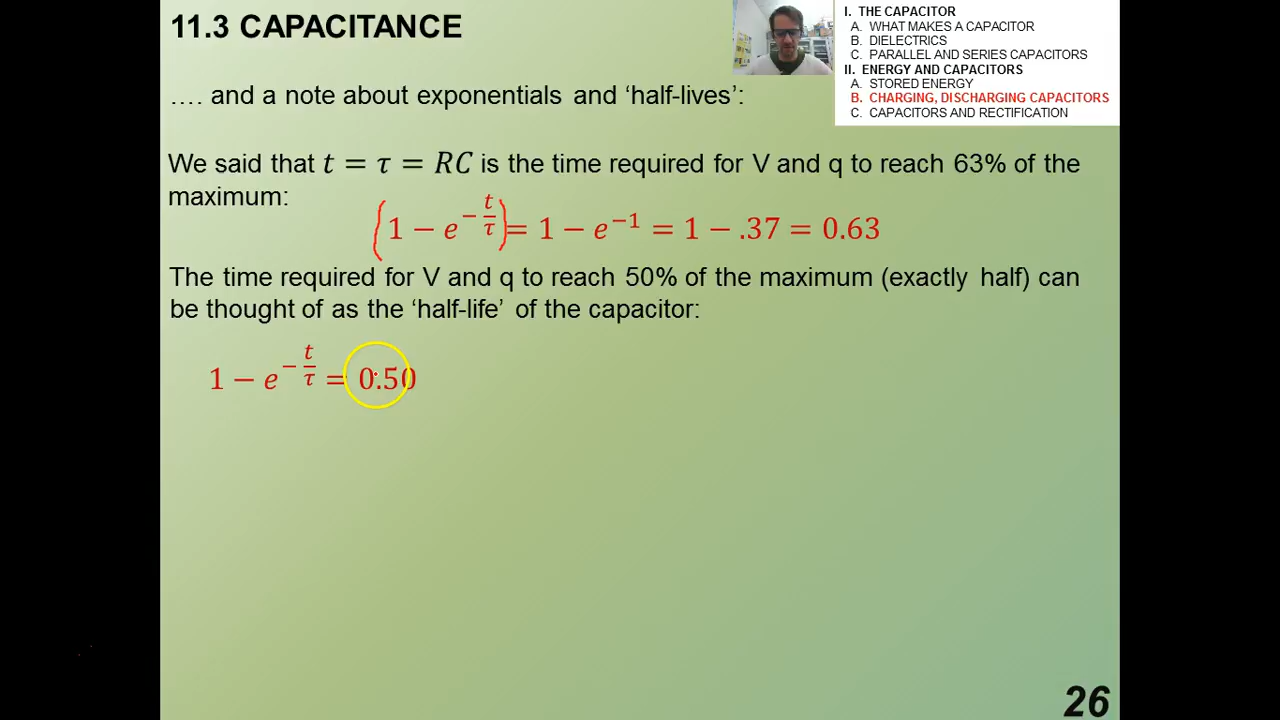 11.3 CAPACITANCE
I. THE CAPACITOR
A. WHAT MAKES A CAPACITOR
B. DIELECTRICS
C. PARALLEL AND SERIES CAPACITORS
II. ENERGY AND CAPACITORS
A. STORED ENERGY
B. CHARGING, DISCHARGING CAPACITORS
C. CAPACITORS AND RECTIFICATION
…. and a note about exponentials and ‘half-lives’:
We said that t = τ = RC is the time required for V and q to reach 63% of the
maximum:
(1 − e^{−t/τ}) = 1 − e^{−1} = 1 − .37 = 0.63
The time required for V and q to reach 50% of the maximum (exactly half) can
be thought of as the ‘half-life’ of the capacitor:
1 − e^{−t/τ} = 0.50
26